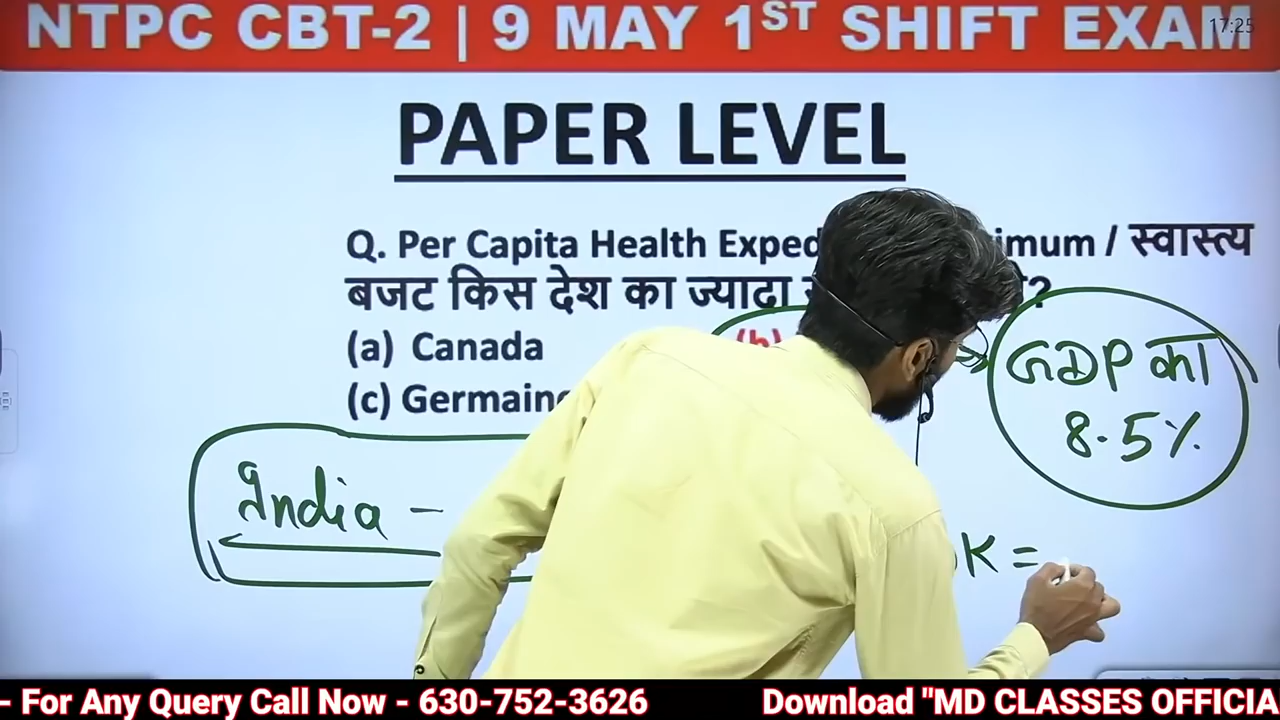 NTPC CBT-2 | 9 MAY 1ST SHIFT EXAM
17:25
PAPER LEVEL
Q. Per Capita Health Exped imum / स्वास्त्य
बजट किस देश का ज्यादा ?
(a) Canada (b)
(c) Germain
GDP का
8.5%
India -
K =
- For Any Query Call Now - 630-752-3626 Download "MD CLASSES OFFICIA